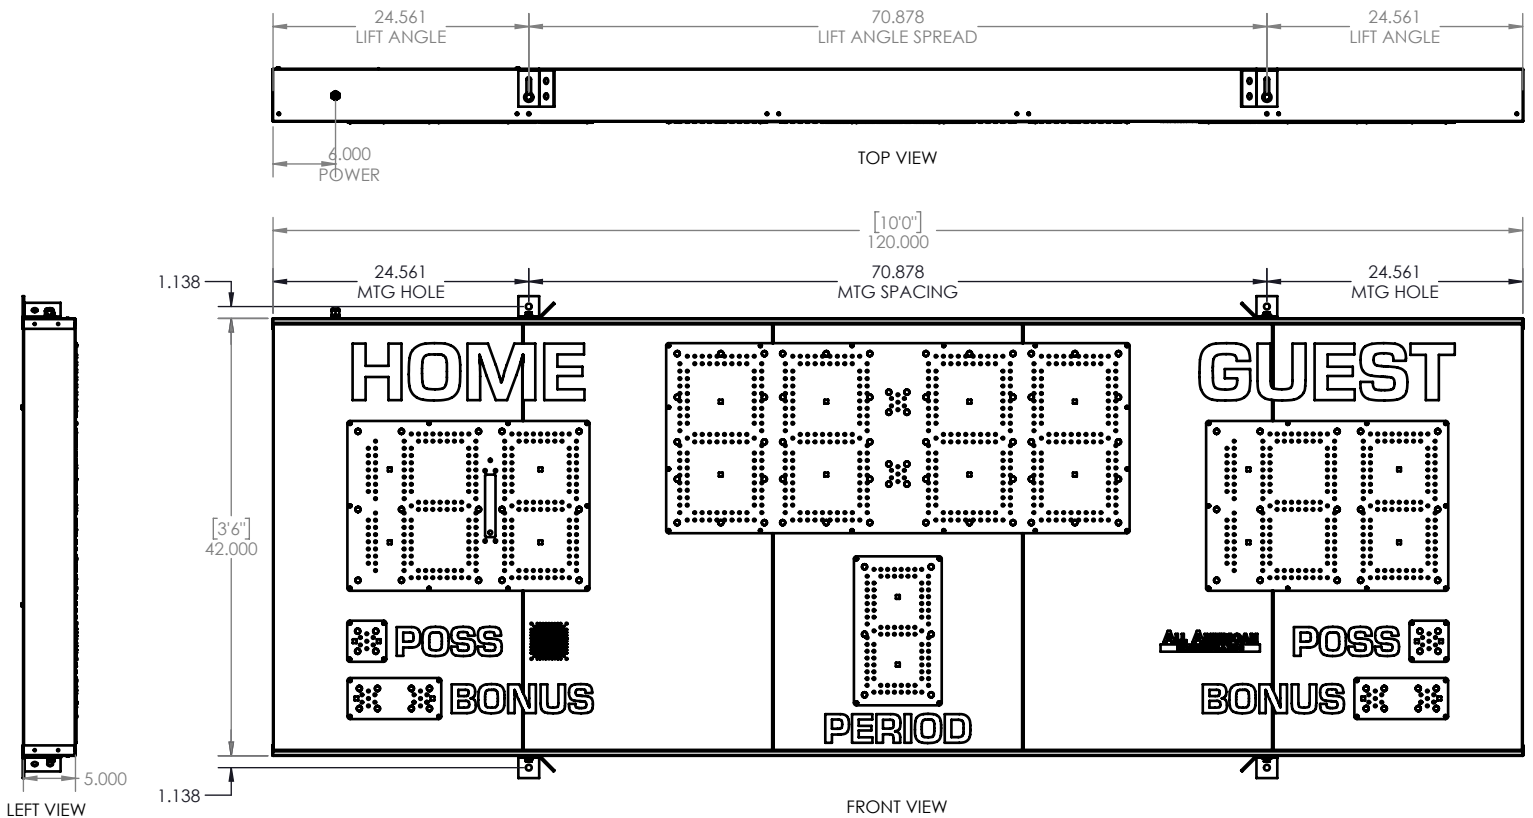 24.561
LIFT ANGLE
70.878
LIFT ANGLE SPREAD
24.561
LIFT ANGLE
6.000
POWER
TOP VIEW
[10'0"]
120.000
1.138
24.561
MTG HOLE
70.878
MTG SPACING
24.561
MTG HOLE
HOME
GUEST
[3'6"]
42.000
POSS
ALL AMERICAN
POSS
BONUS
BONUS
PERIOD
5.000
1.138
LEFT VIEW
FRONT VIEW